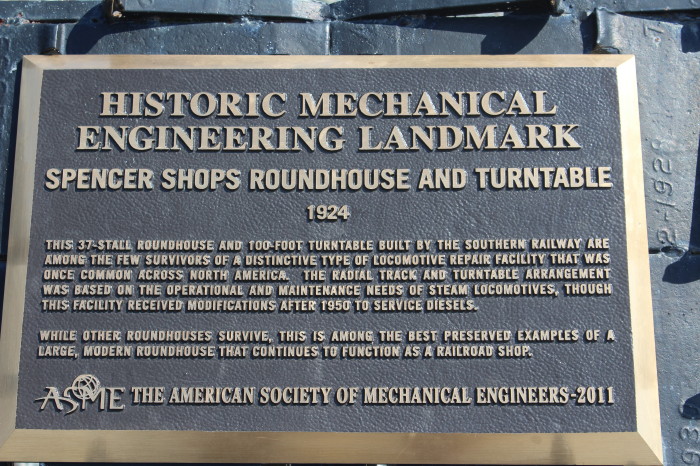 HISTORIC MECHANICAL
ENGINEERING LANDMARK
SPENCER SHOPS ROUNDHOUSE AND TURNTABLE
1924
THIS 37-STALL ROUNDHOUSE AND 100-FOOT TURNTABLE BUILT BY THE SOUTHERN RAILWAY ARE
AMONG THE FEW SURVIVORS OF A DISTINCTIVE TYPE OF LOCOMOTIVE REPAIR FACILITY THAT WAS
ONCE COMMON ACROSS NORTH AMERICA. THE RADIAL TRACK AND TURNTABLE ARRANGEMENT
WAS BASED ON THE OPERATIONAL AND MAINTENANCE NEEDS OF STEAM LOCOMOTIVES, THOUGH
THIS FACILITY RECEIVED MODIFICATIONS AFTER 1950 TO SERVICE DIESELS.
WHILE OTHER ROUNDHOUSES SURVIVE, THIS IS AMONG THE BEST PRESERVED EXAMPLES OF A
LARGE, MODERN ROUNDHOUSE THAT CONTINUES TO FUNCTION AS A RAILROAD SHOP.
ASME THE AMERICAN SOCIETY OF MECHANICAL ENGINEERS-2011